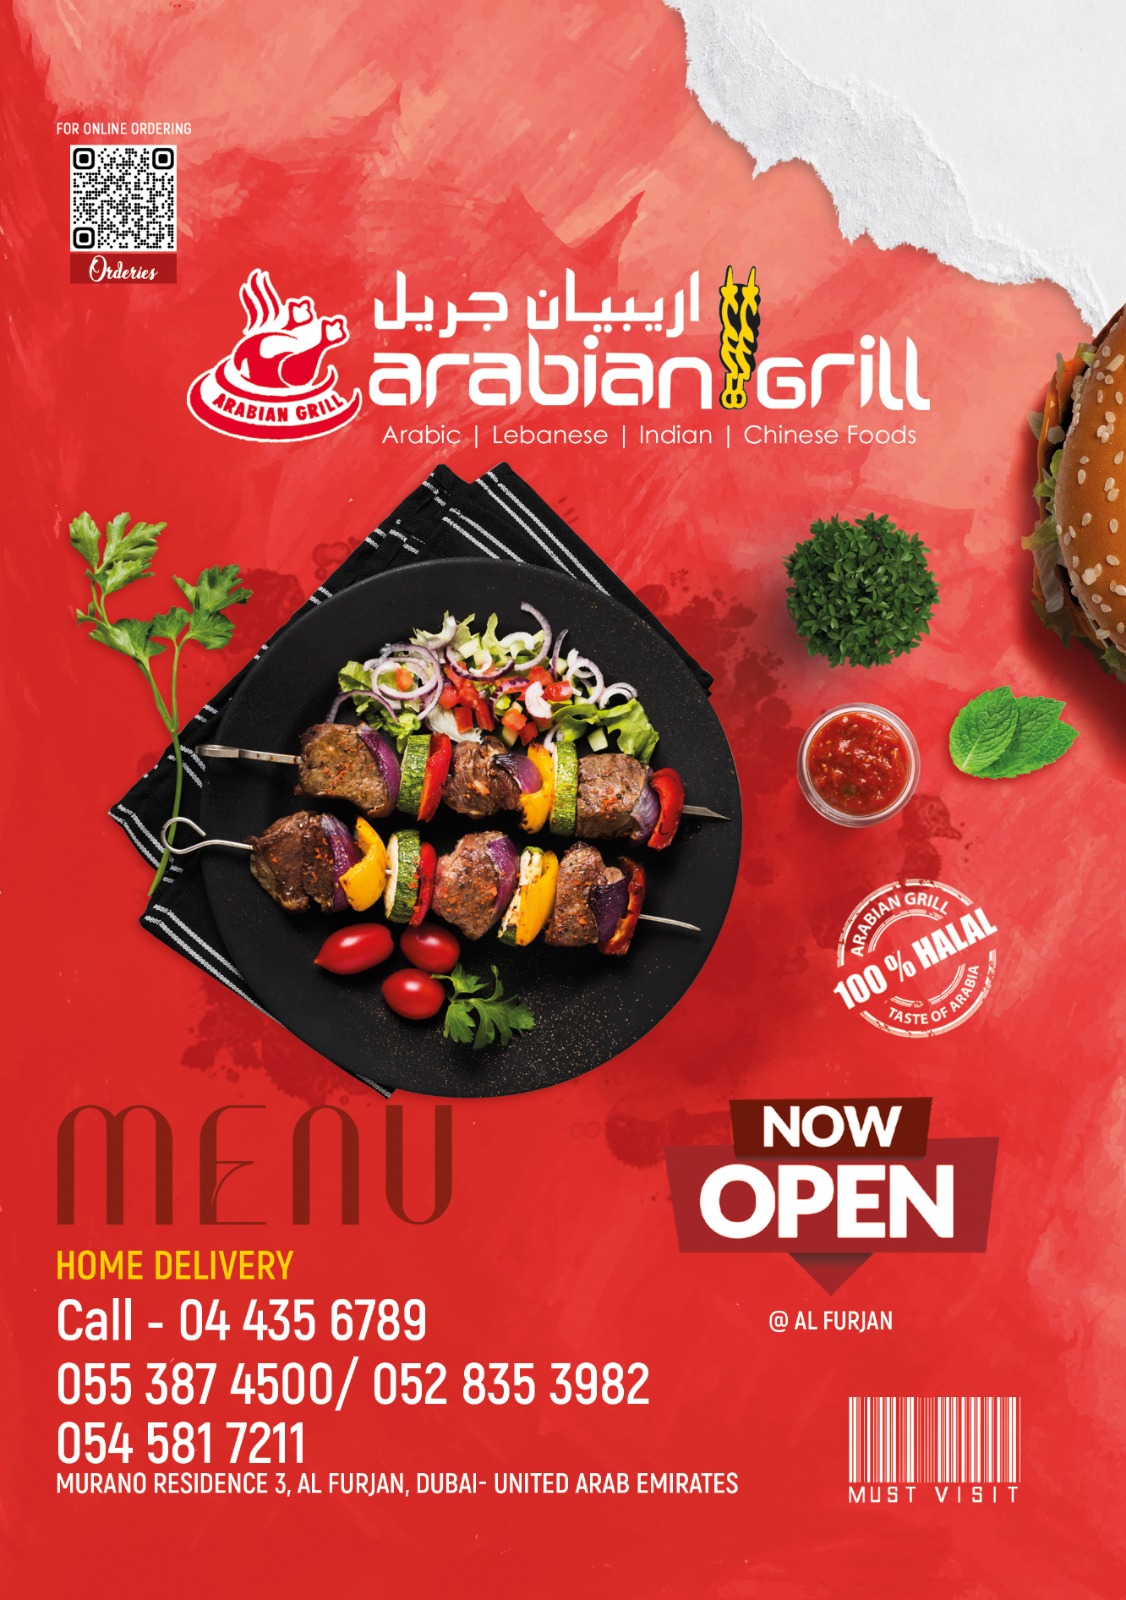 FOR ONLINE ORDERING
Orderies
اريبيان جريل
arabian Grill
ARABIAN GRILL
Arabic | Lebanese | Indian | Chinese Foods
ARABIAN GRILL
100 % HALAL
TASTE OF ARABIA
MENU
NOW
OPEN
@ AL FURJAN
HOME DELIVERY
Call - 04 435 6789
055 387 4500/ 052 835 3982
054 581 7211
MURANO RESIDENCE 3, AL FURJAN, DUBAI- UNITED ARAB EMIRATES
MUST VISIT